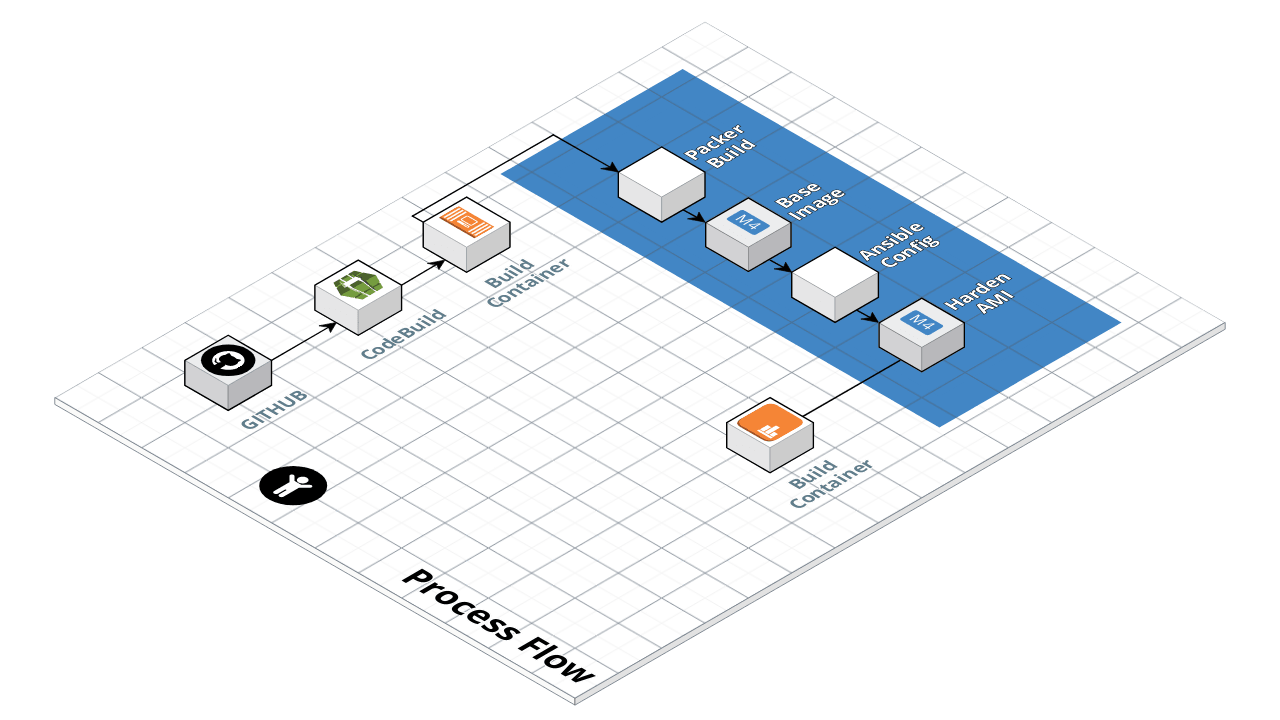 Packer
Build
Base
Image
M4
Ansible
Config
Harden
AMI
M4
Build
Container
CodeBuild
GITHUB
Build
Container
Process Flow